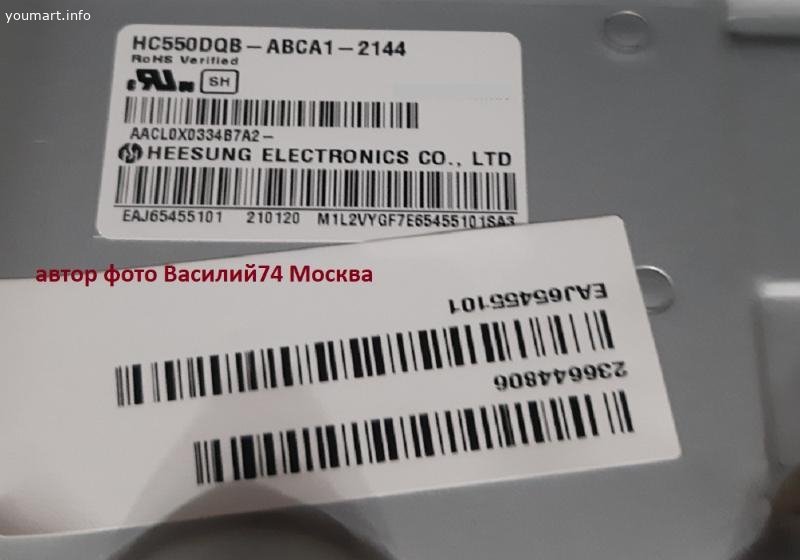 youmart.info
HC550DQB-ABCA1-2144
RoHS Verified
SH
AACL0X0334B7A2-
HEESUNG ELECTRONICS CO., LTD
EAJ65455101 210120 M1L2VYGF7E65455101SA3
автор фото Василий74 Москва
EAJ65455101
236644806